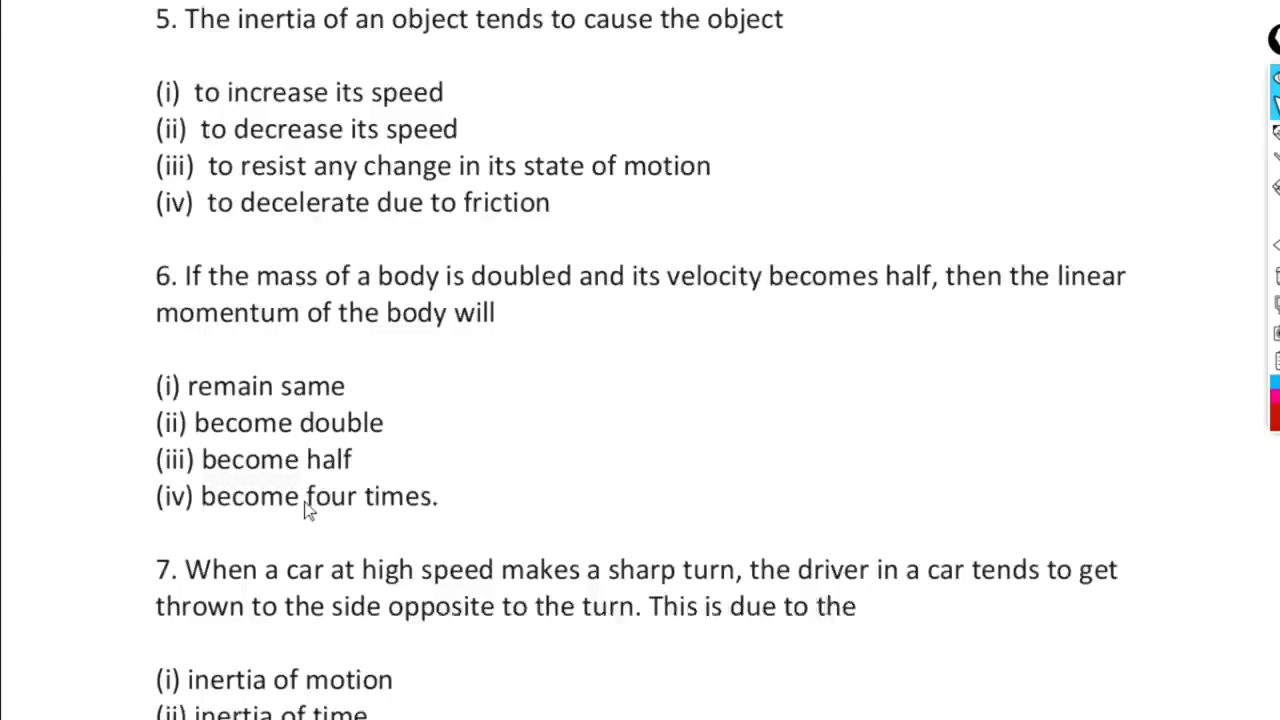 5. The inertia of an object tends to cause the object
(i) to increase its speed
(ii) to decrease its speed
(iii) to resist any change in its state of motion
(iv) to decelerate due to friction
6. If the mass of a body is doubled and its velocity becomes half, then the linear
momentum of the body will
(i) remain same
(ii) become double
(iii) become half
(iv) become four times.
7. When a car at high speed makes a sharp turn, the driver in a car tends to get
thrown to the side opposite to the turn. This is due to the
(i) inertia of motion
(ii) inertia of time